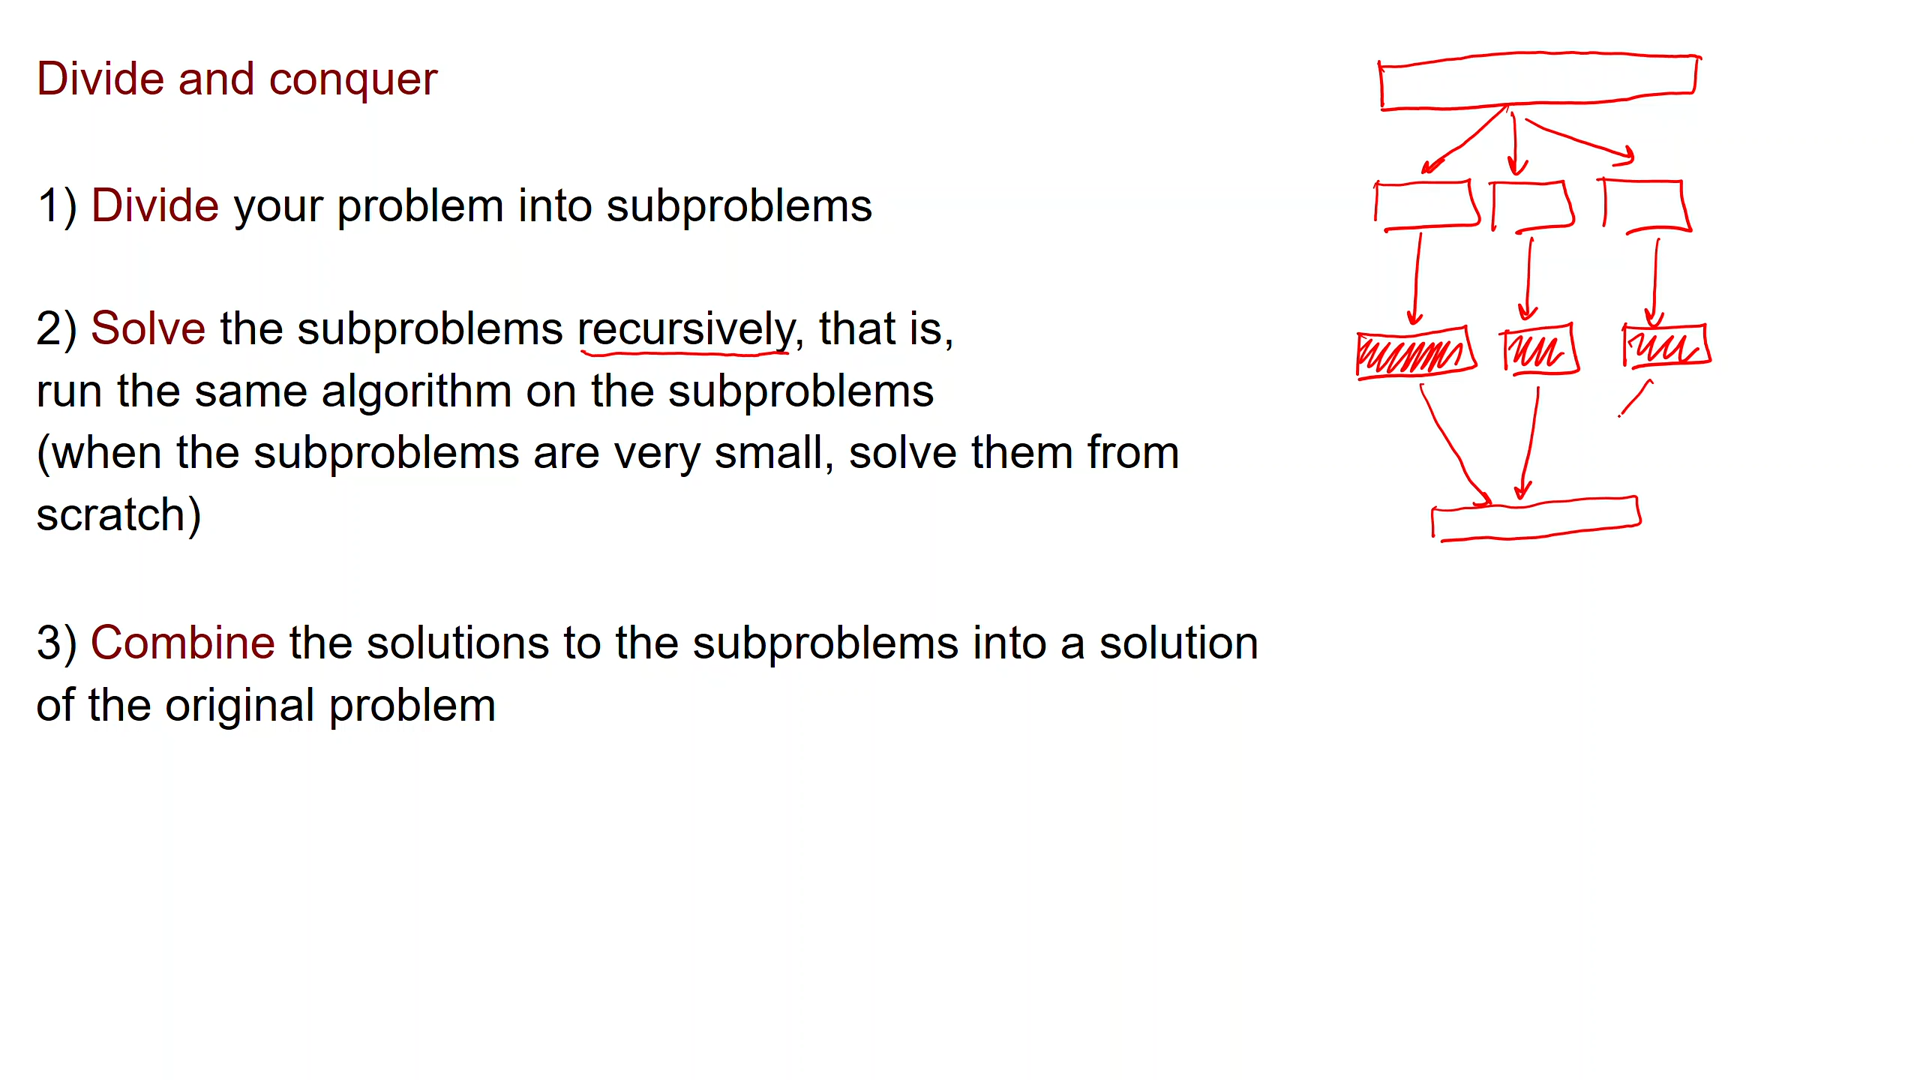 Divide and conquer
1) Divide your problem into subproblems
2) Solve the subproblems recursively, that is,
run the same algorithm on the subproblems
(when the subproblems are very small, solve them from
scratch)
3) Combine the solutions to the subproblems into a solution
of the original problem